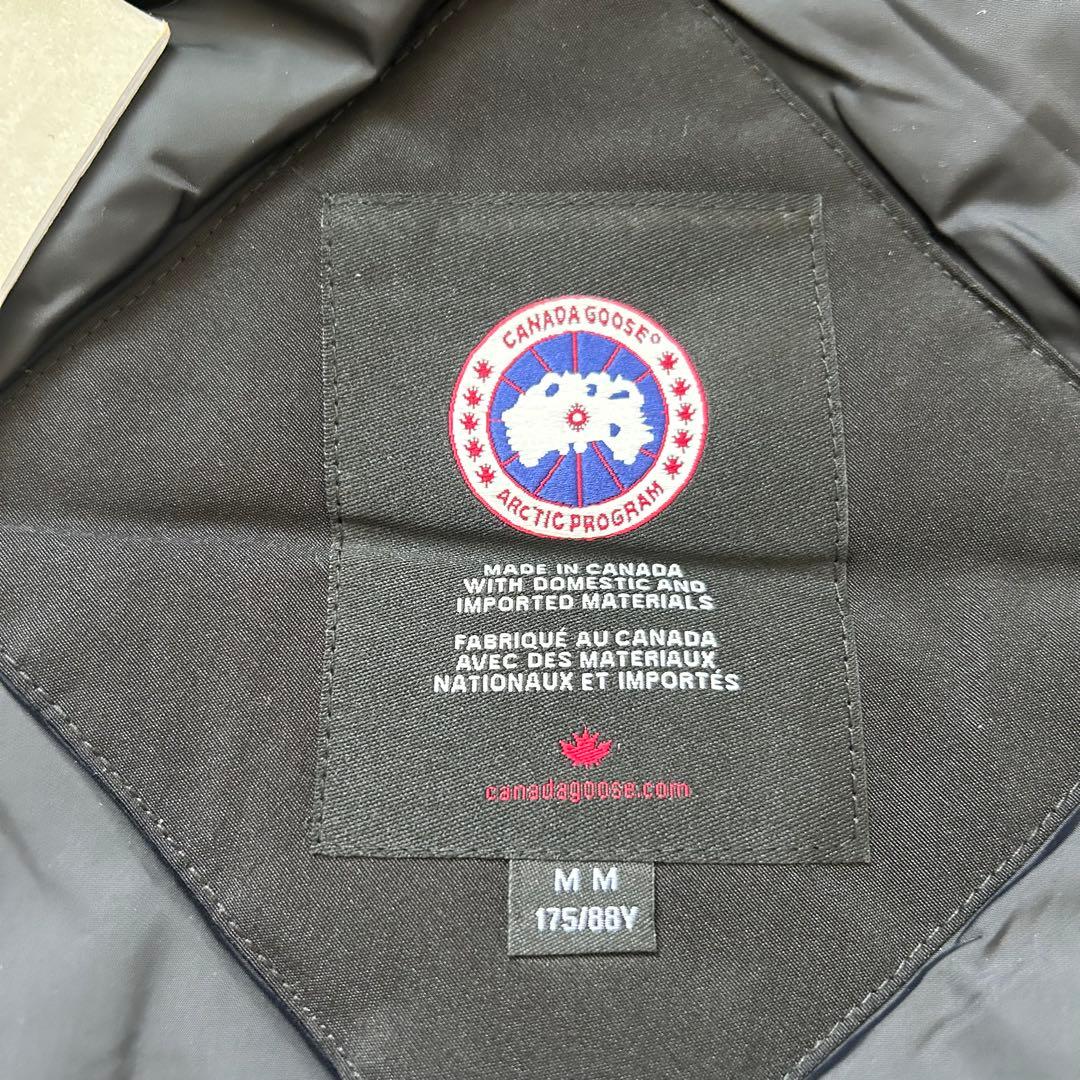 CANADA GOOSE®
ARCTIC PROGRAM
MADE IN CANADA
WITH DOMESTIC AND
IMPORTED MATERIALS
FABRIQUÉ AU CANADA
AVEC DES MATERIAUX
NATIONAUX ET IMPORTÉS
canadagoose.com
M M
175/88Y